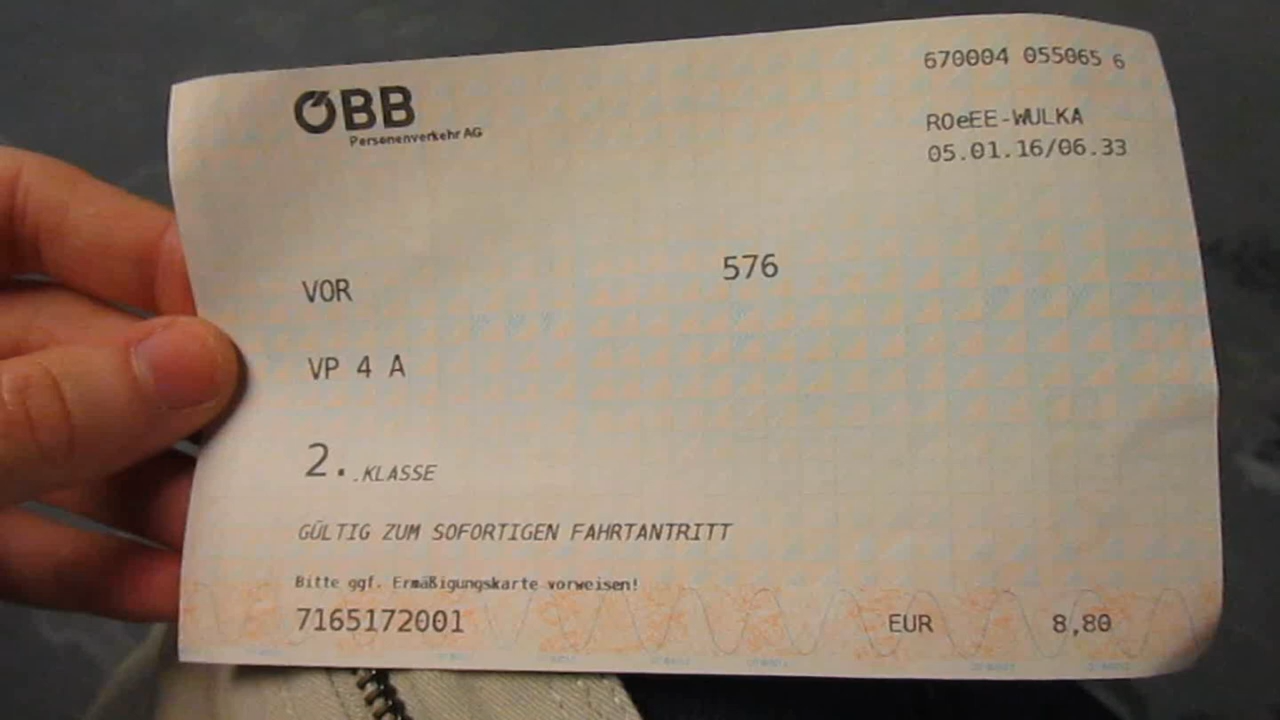 ÖBB
Personenverkehr AG
670004 055065 6
ROeEE-WULKA
05.01.16/06.33
VOR 576
VP 4 A
2. .KLASSE
GÜLTIG ZUM SOFORTIGEN FAHRTANTRITT
Bitte ggf. Ermäßigungskarte vorweisen!
7165172001 EUR 8,80